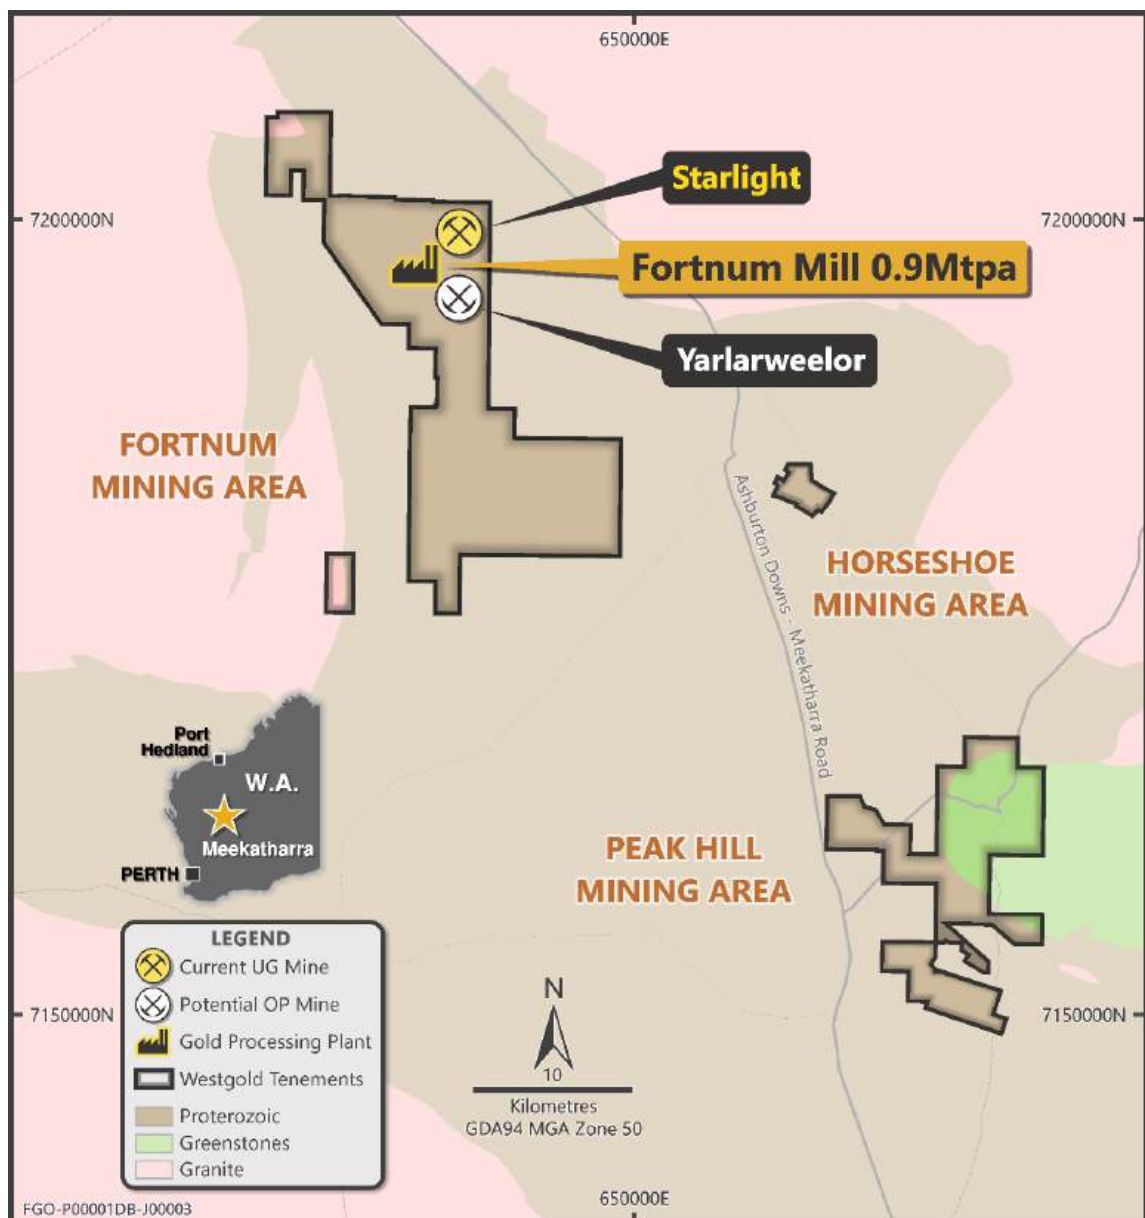 650000E
Starlight
7200000N
7200000N
Fortnum Mill 0.9Mtpa
Yarlarweelor
FORTNUM
MINING AREA
Ashburton Downs - Meekatharra Road
HORSESHOE
MINING AREA
Port
Hedland
W.A.
Meekatharra
PERTH
PEAK HILL
MINING AREA
LEGEND
Current UG Mine
Potential OP Mine
Gold Processing Plant
Westgold Tenements
Proterozoic
Greenstones
Granite
7150000N
7150000N
N
10
Kilometres
GDA94 MGA Zone 50
650000E
FGO-P00001DB-J00003